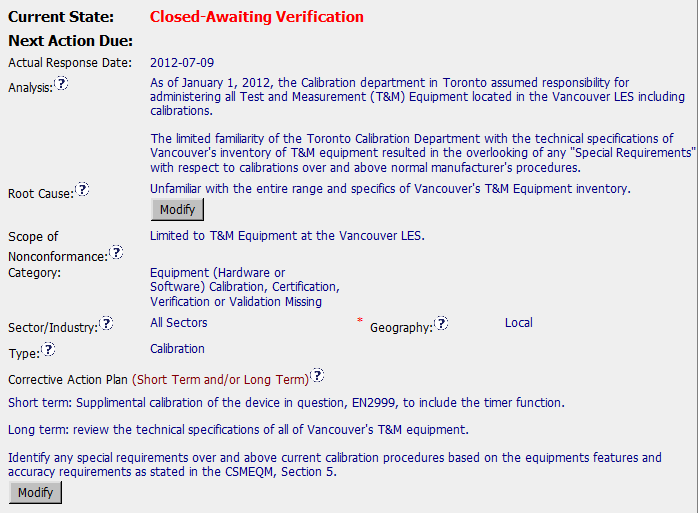 Current State: Closed-Awaiting Verification
Next Action Due:
Actual Response Date: 2012-07-09
Analysis:? As of January 1, 2012, the Calibration department in Toronto assumed responsibility for
administering all Test and Measurement (T&M) Equipment located in the Vancouver LES including
calibrations.
The limited familiarity of the Toronto Calibration Department with the technical specifications of
Vancouver's inventory of T&M equipment resulted in the overlooking of any "Special Requirements"
with respect to calibrations over and above normal manufacturer's procedures.
Root Cause:? Unfamiliar with the entire range and specifics of Vancouver's T&M Equipment inventory.
Modify
Scope of Limited to T&M Equipment at the Vancouver LES.
Nonconformance:?
Category: Equipment (Hardware or
Software) Calibration, Certification,
Verification or Validation Missing
Sector/Industry:? All Sectors * Geography:? Local
Type:? Calibration
Corrective Action Plan (Short Term and/or Long Term)?
Short term: Supplimental calibration of the device in question, EN2999, to include the timer function.
Long term: review the technical specifications of all of Vancouver's T&M equipment.
Identify any special requirements over and above current calibration procedures based on the equipments features and
accuracy requirements as stated in the CSMEQM, Section 5.
Modify